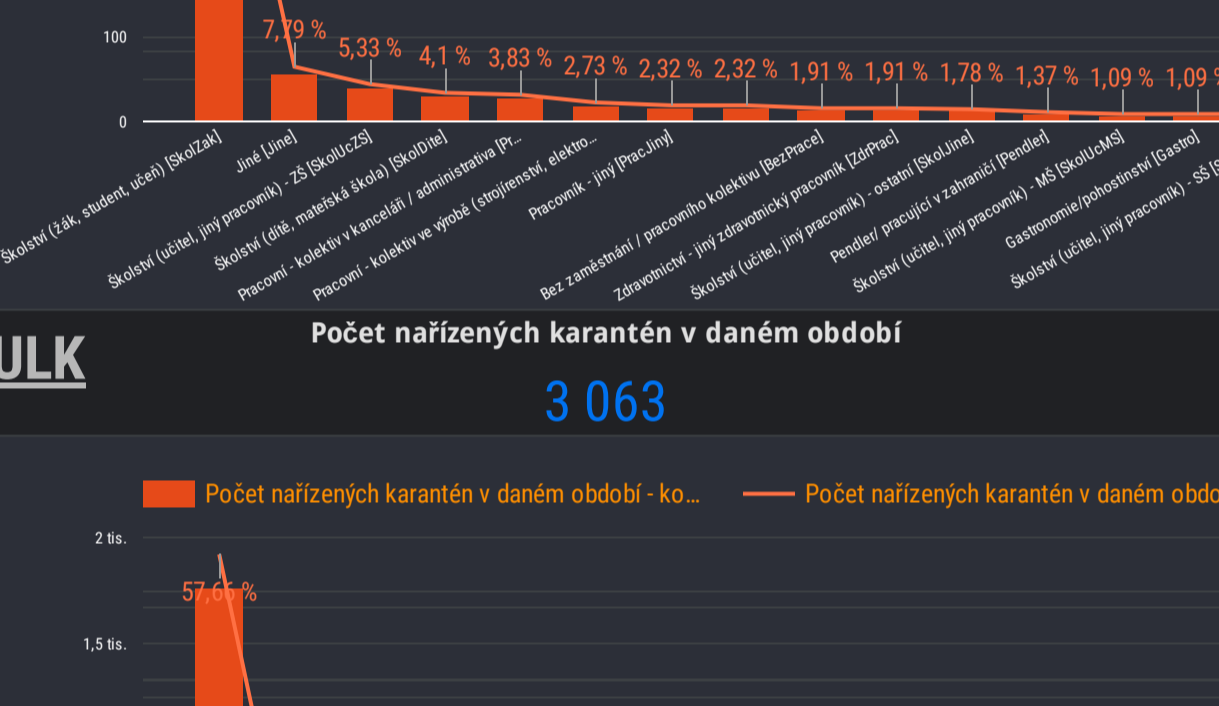 7,79 %
5,33 %
4,1 %
3,83 %
2,73 %
2,32 %
2,32 %
1,91 %
1,91 %
1,78 %
1,37 %
1,09 %
1,09 %
100
0
Školství (žák, student, učeň) [SkolZak]
Jiné [Jine]
Školství (učitel, jiný pracovník) - ZŠ [SkolUcZS]
Školství (dítě, mateřská škola) [SkolDite]
Pracovní - kolektiv v kanceláři / administrativa [Pr...
Pracovní - kolektiv ve výrobě (strojírenství, elektro...
Pracovník - jiný [PracJiny]
Bez zaměstnání / pracovního kolektivu [BezPrace]
Zdravotnictví - jiný zdravotnický pracovník [ZdrPrac]
Školství (učitel, jiný pracovník) - ostatní [SkolJine]
Pendler/ pracující v zahraničí [Pendler]
Školství (učitel, jiný pracovník) - MŠ [SkolUcMS]
Gastronomie/pohostinství [Gastro]
Školství (učitel, jiný pracovník) - SŠ [S
ULK
Počet nařízených karantén v daném období
3 063
Počet nařízených karantén v daném období - ko...
Počet nařízených karantén v daném obdo
2 tis.
57,66 %
1,5 tis.